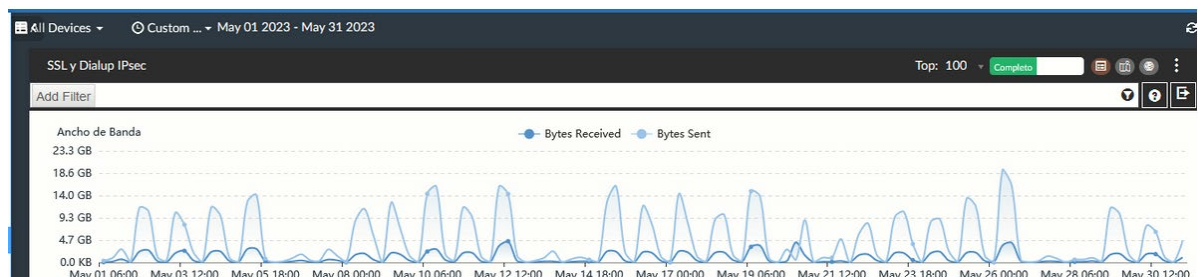 All Devices Custom ... May 01 2023 - May 31 2023
SSL y Dialup IPsec Top: 100 Completo
Add Filter
Ancho de Banda Bytes Received Bytes Sent
23.3 GB
18.6 GB
14.0 GB
9.3 GB
4.7 GB
0.0 KB
May 01 06:00 May 03 12:00 May 05 18:00 May 08 00:00 May 10 06:00 May 12 12:00 May 14 18:00 May 17 00:00 May 19 06:00 May 21 12:00 May 23 18:00 May 26 00:00 May 28 06:00 May 30 12:00